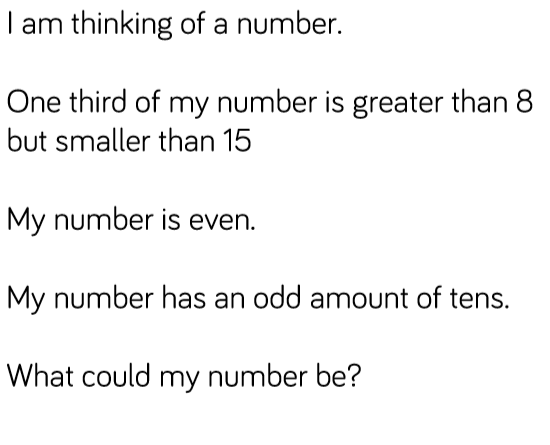 I am thinking of a number.
One third of my number is greater than 8
but smaller than 15
My number is even.
My number has an odd amount of tens.
What could my number be?